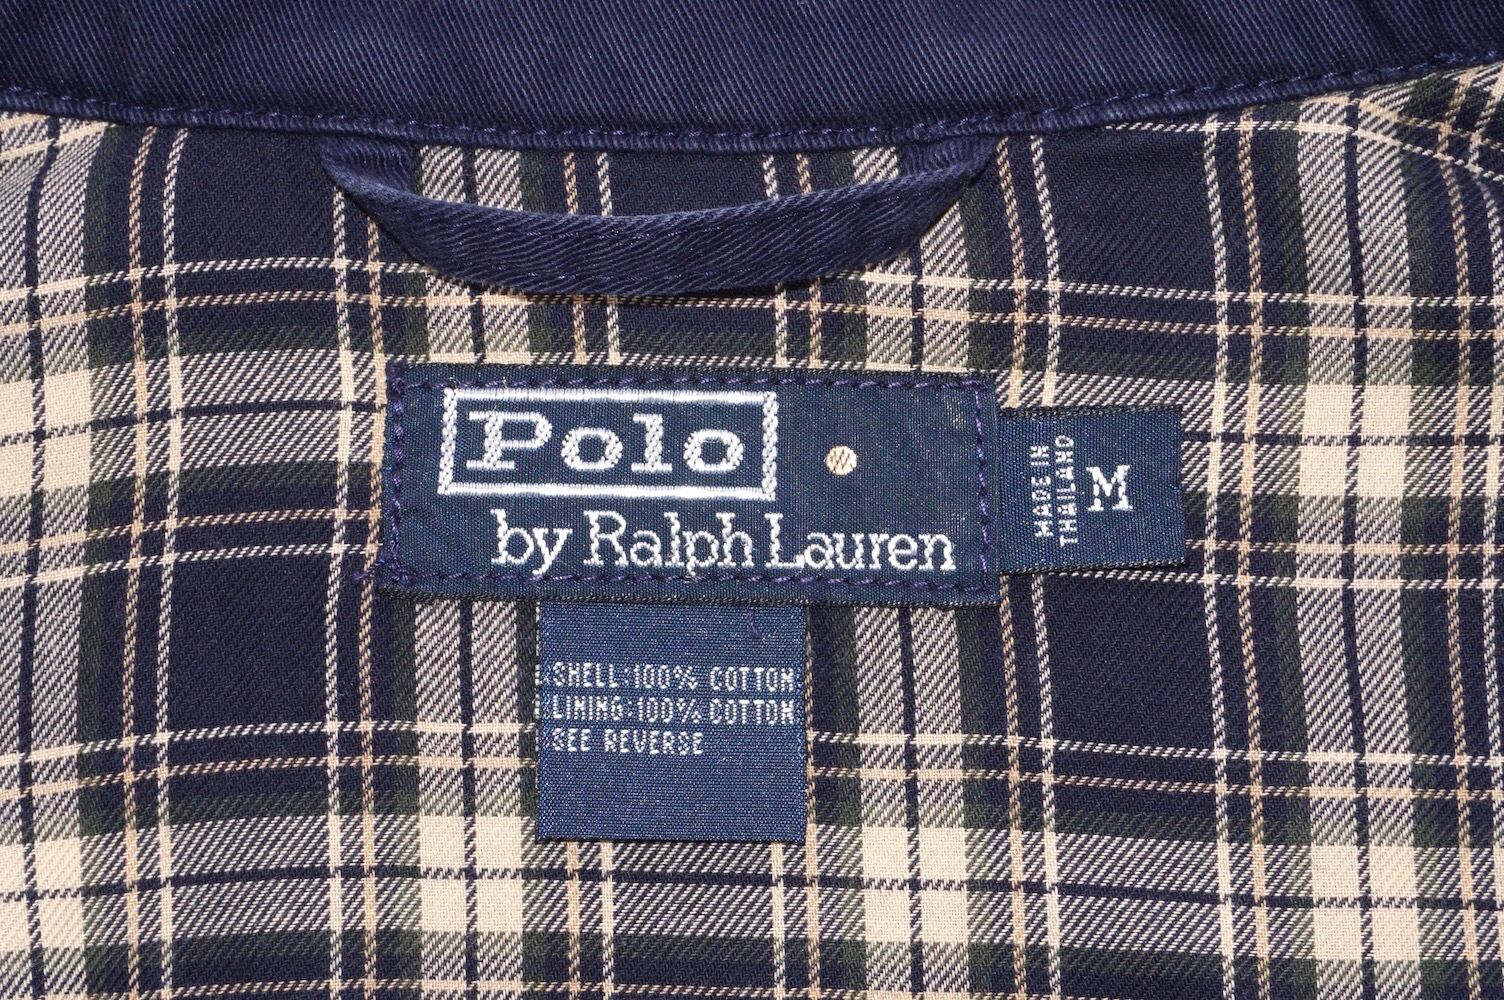 Polo
by Ralph Lauren
MADE IN
THAILAND
M
SHELL:100% COTTON
LINING:100% COTTON
SEE REVERSE